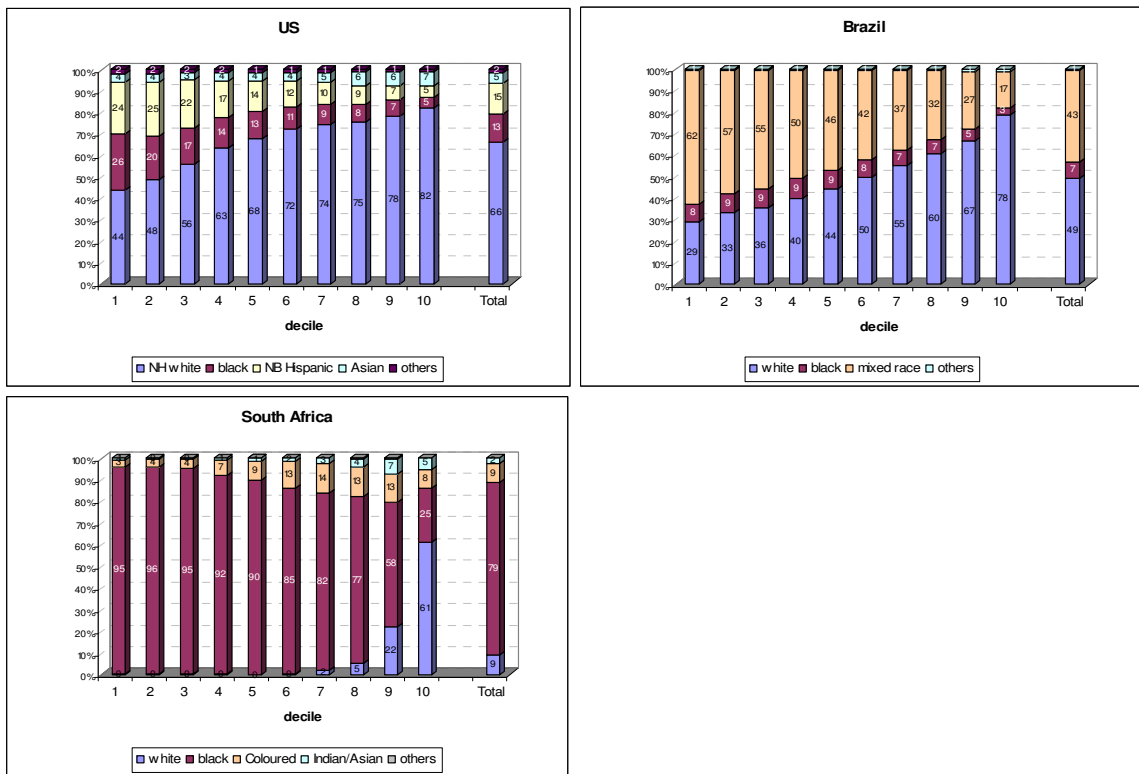 US
100%
90%
80%
70%
60%
50%
40%
30%
20%
10%
0%
2 2 2 2 1 1 1 1 1 1 2
4 4 3 4 4 4 5 6 6 7 5
24 25 22 17 14 12 10 9 7 5 15
26 20 17 14 13 11 9 8 7 5 13
44 48 56 63 68 72 74 75 78 82 66
1 2 3 4 5 6 7 8 9 10 Total
decile
NH white black NB Hispanic Asian others
Brazil
100%
90%
80%
70%
60%
50%
40%
30%
20%
10%
0%
62 57 55 50 46 42 37 32 27 17 43
8 9 9 9 9 8 7 7 5 3 7
29 33 36 40 44 50 55 60 67 78 49
1 2 3 4 5 6 7 8 9 10 Total
decile
white black mixed race others
South Africa
100%
90%
80%
70%
60%
50%
40%
30%
20%
10%
0%
2 3 4 7 5 2
3 4 4 7 9 13 14 13 13 8 9
95 96 95 92 90 85 82 77 58 25 79
0 0 0 0 0 0 2 5 22 61 9
1 2 3 4 5 6 7 8 9 10 Total
decile
white black Coloured Indian/Asian others